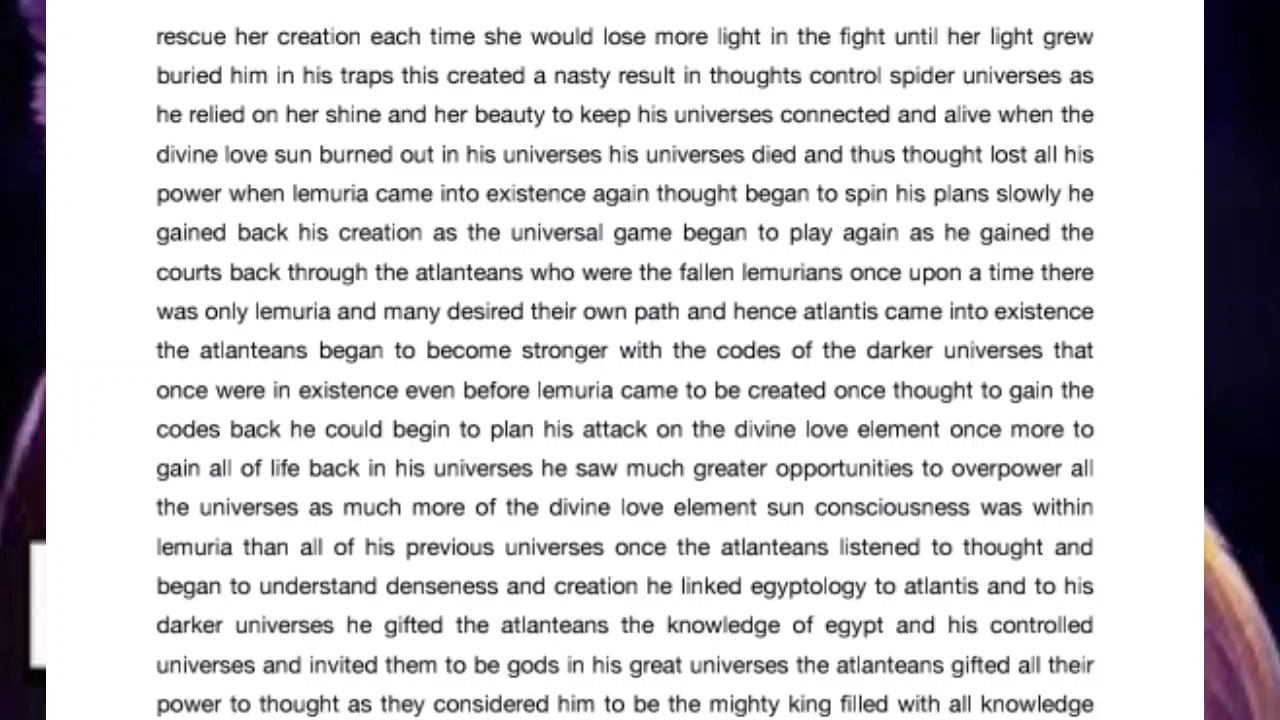 rescue her creation each time she would lose more light in the fight until her light grew
buried him in his traps this created a nasty result in thoughts control spider universes as
he relied on her shine and her beauty to keep his universes connected and alive when the
divine love sun burned out in his universes his universes died and thus thought lost all his
power when lemuria came into existence again thought began to spin his plans slowly he
gained back his creation as the universal game began to play again as he gained the
courts back through the atlanteans who were the fallen lemurians once upon a time there
was only lemuria and many desired their own path and hence atlantis came into existence
the atlanteans began to become stronger with the codes of the darker universes that
once were in existence even before lemuria came to be created once thought to gain the
codes back he could begin to plan his attack on the divine love element once more to
gain all of life back in his universes he saw much greater opportunities to overpower all
the universes as much more of the divine love element sun consciousness was within
lemuria than all of his previous universes once the atlanteans listened to thought and
began to understand denseness and creation he linked egyptology to atlantis and to his
darker universes he gifted the atlanteans the knowledge of egypt and his controlled
universes and invited them to be gods in his great universes the atlanteans gifted all their
power to thought as they considered him to be the mighty king filled with all knowledge